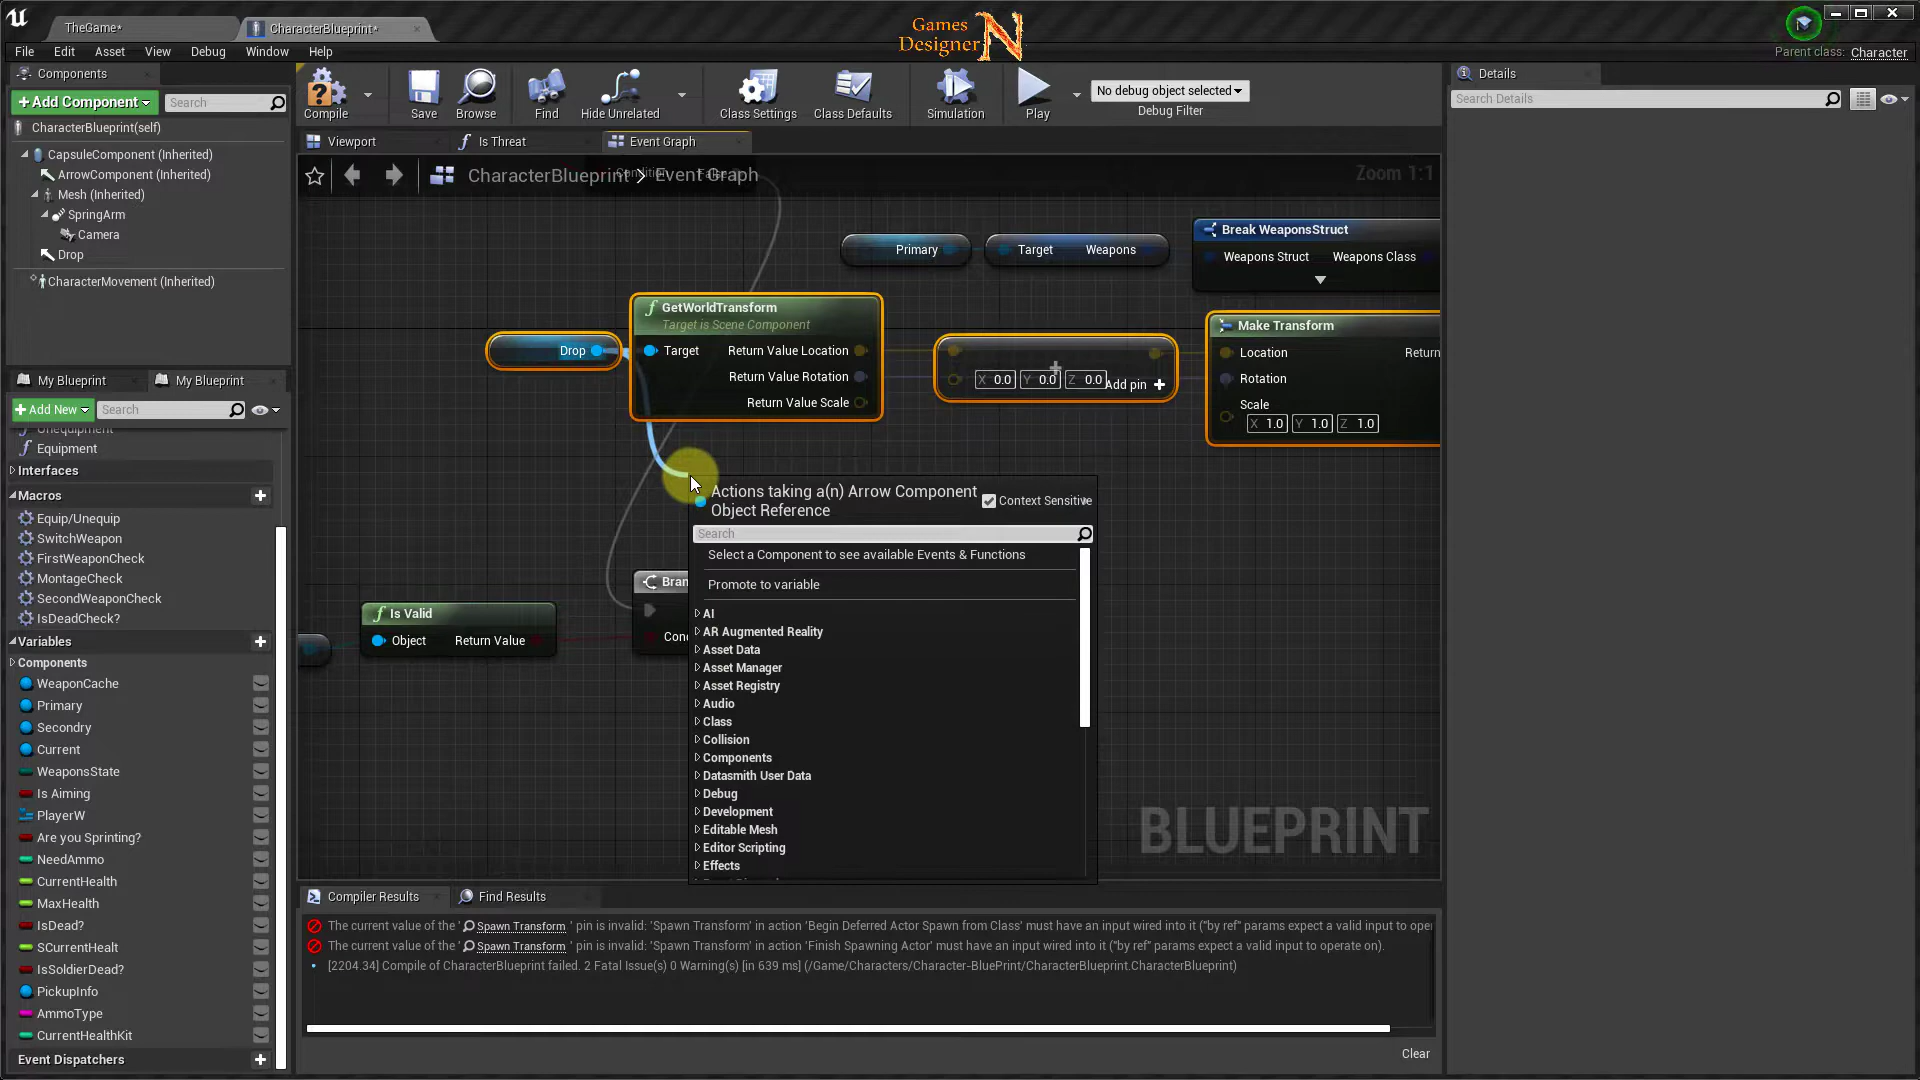 TheGame*
CharacterBlueprint*
Games
Designer
N
Parent class: Character
File Edit Asset View Debug Window Help
Components
+Add Component
Search
CharacterBlueprint(self)
CapsuleComponent (Inherited)
ArrowComponent (Inherited)
Mesh (Inherited)
SpringArm
Camera
Drop
CharacterMovement (Inherited)
Compile
Save
Browse
Find
Hide Unrelated
Class Settings
Class Defaults
Simulation
Play
No debug object selected
Debug Filter
Details
Search Details
Viewport
Is Threat
Event Graph
CharacterBlueprint > Event Graph
Zoom 1:1
My Blueprint
My Blueprint
+Add New
Search
Equipment
Interfaces
Macros
Equip/Unequip
SwitchWeapon
FirstWeaponCheck
MontageCheck
SecondWeaponCheck
IsDeadCheck?
Variables
Components
WeaponCache
Primary
Secondry
Current
WeaponsState
Is Aiming
PlayerW
Are you Sprinting?
NeedAmmo
CurrentHealth
MaxHealth
IsDead?
SCurrentHealt
IsSoldierDead?
PickupInfo
AmmoType
CurrentHealthKit
Event Dispatchers
Primary
Target Weapons
Break WeaponsStruct
Weapons Struct Weapons Class
GetWorldTransform
Target is Scene Component
Drop
Target Return Value Location
Return Value Rotation
Return Value Scale
X 0.0 Y 0.0 Z 0.0 Add pin +
Make Transform
Location Return
Rotation
Scale
X 1.0 Y 1.0 Z 1.0
Is Valid
Object Return Value
Bran
Conc
Actions taking a(n) Arrow Component
Object Reference
Context Sensitive
Search
Select a Component to see available Events & Functions
Promote to variable
AI
AR Augmented Reality
Asset Data
Asset Manager
Asset Registry
Audio
Class
Collision
Components
Datasmith User Data
Debug
Development
Editable Mesh
Editor Scripting
Effects
BLUEPRINT
Compiler Results
Find Results
The current value of the ' Spawn Transform ' pin is invalid: 'Spawn Transform' in action 'Begin Deferred Actor Spawn from Class' must have an input wired into it ("by ref" params expect a valid input to oper
The current value of the ' Spawn Transform ' pin is invalid: 'Spawn Transform' in action 'Finish Spawning Actor' must have an input wired into it ("by ref" params expect a valid input to operate on).
[2204.34] Compile of CharacterBlueprint failed. 2 Fatal Issue(s) 0 Warning(s) [in 639 ms] (/Game/Characters/Character-BluePrint/CharacterBlueprint.CharacterBlueprint)
Clear